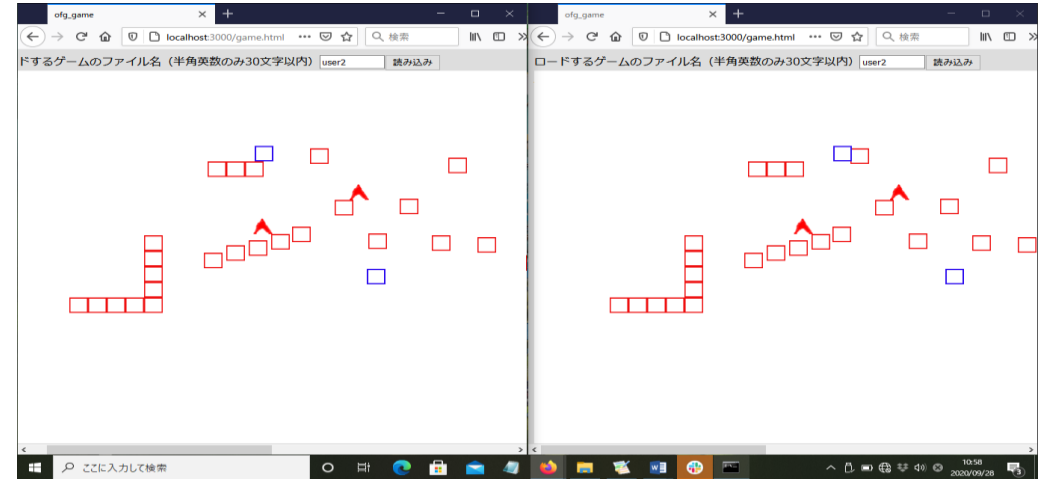 ofg_game
localhost:3000/game.html
検索
ドするゲームのファイル名（半角英数のみ30文字以内）
user2
読み込み
ofg_game
localhost:3000/game.html
検索
ロードするゲームのファイル名（半角英数のみ30文字以内）
user2
読み込み
ここに入力して検索
10:58
2020/09/28